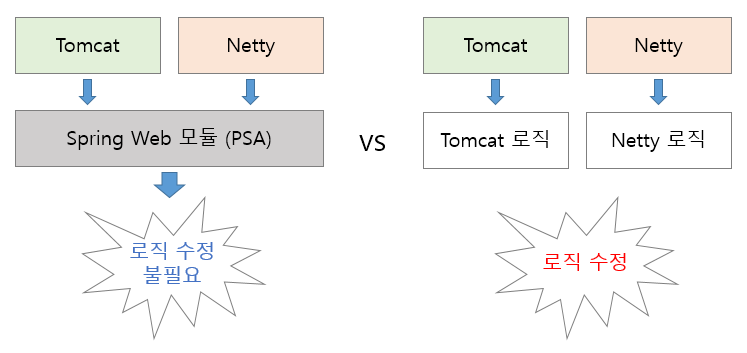 Tomcat
Netty
Tomcat
Netty
Spring Web 모듈 (PSA)
VS
Tomcat 로직
Netty 로직
로직 수정
불필요
로직 수정